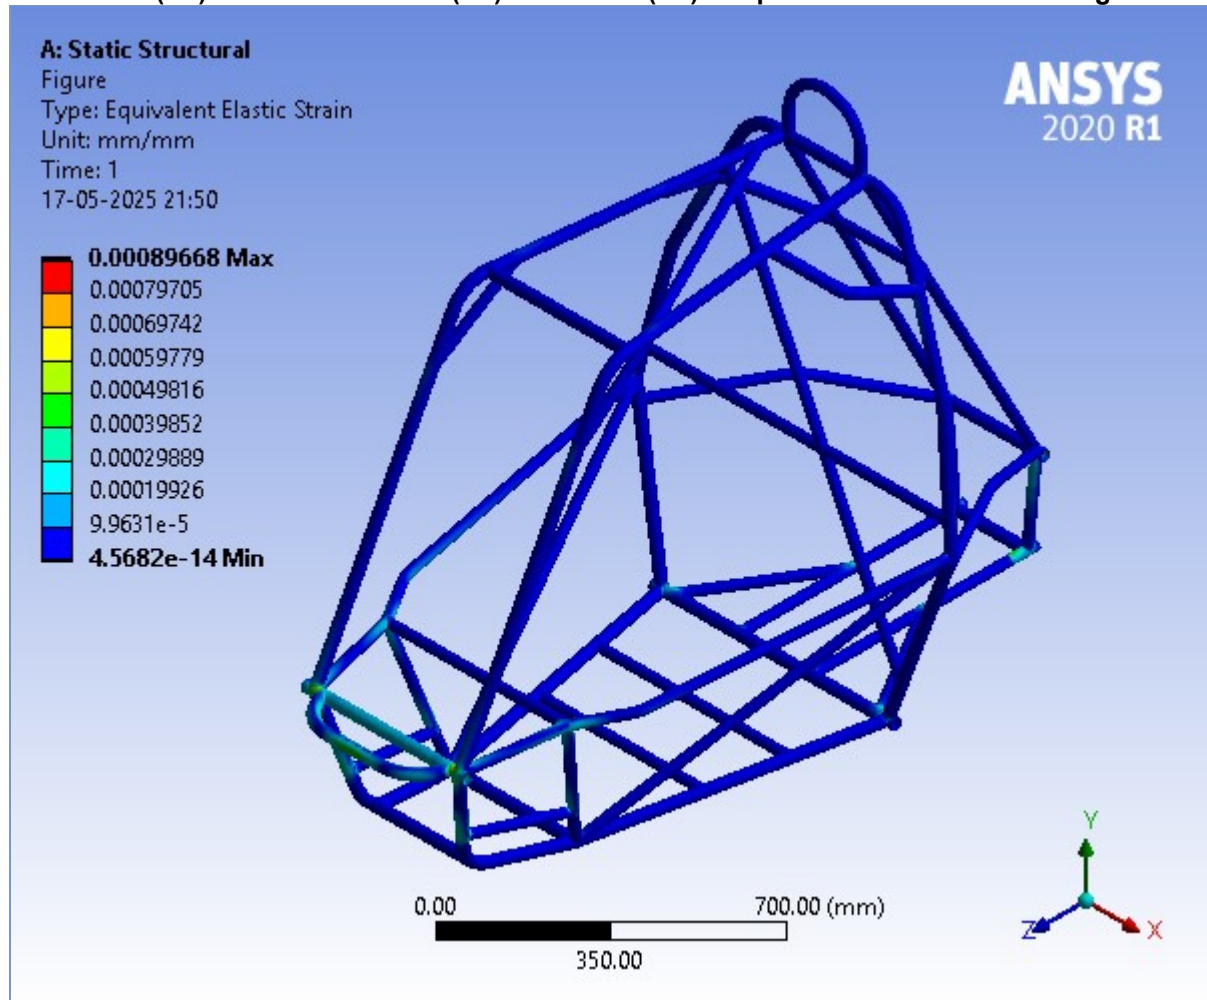 A: Static Structural
Figure
Type: Equivalent Elastic Strain
Unit: mm/mm
Time: 1
17-05-2025 21:50
ANSYS
2020 R1
0.00089668 Max
0.00079705
0.00069742
0.00059779
0.00049816
0.00039852
0.00029889
0.00019926
9.9631e-5
4.5682e-14 Min
0.00
700.00 (mm)
350.00
Y
Z
X